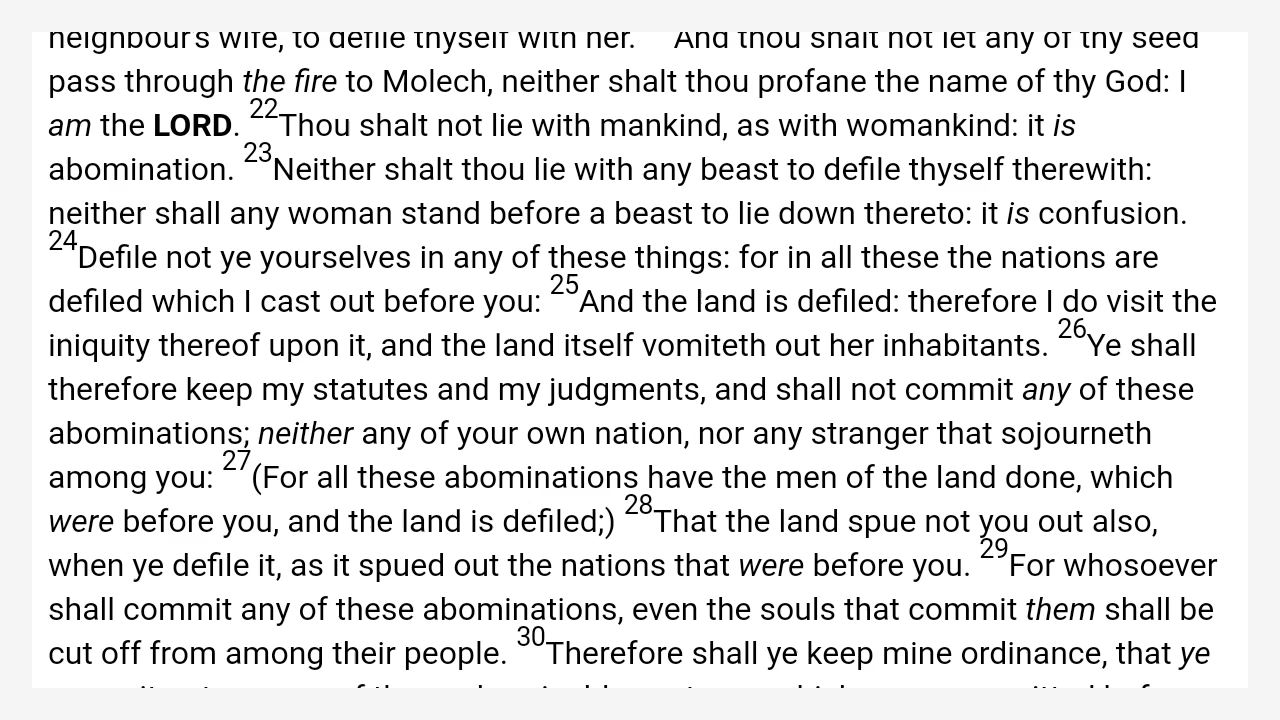 neighbour's wife, to defile thyself with her. And thou shalt not let any of thy seed
pass through the fire to Molech, neither shalt thou profane the name of thy God: I
am the LORD. 22Thou shalt not lie with mankind, as with womankind: it is
abomination. 23Neither shalt thou lie with any beast to defile thyself therewith:
neither shall any woman stand before a beast to lie down thereto: it is confusion.
24Defile not ye yourselves in any of these things: for in all these the nations are
defiled which I cast out before you: 25And the land is defiled: therefore I do visit the
iniquity thereof upon it, and the land itself vomiteth out her inhabitants. 26Ye shall
therefore keep my statutes and my judgments, and shall not commit any of these
abominations; neither any of your own nation, nor any stranger that sojourneth
among you: 27(For all these abominations have the men of the land done, which
were before you, and the land is defiled;) 28That the land spue not you out also,
when ye defile it, as it spued out the nations that were before you. 29For whosoever
shall commit any of these abominations, even the souls that commit them shall be
cut off from among their people. 30Therefore shall ye keep mine ordinance, that ye